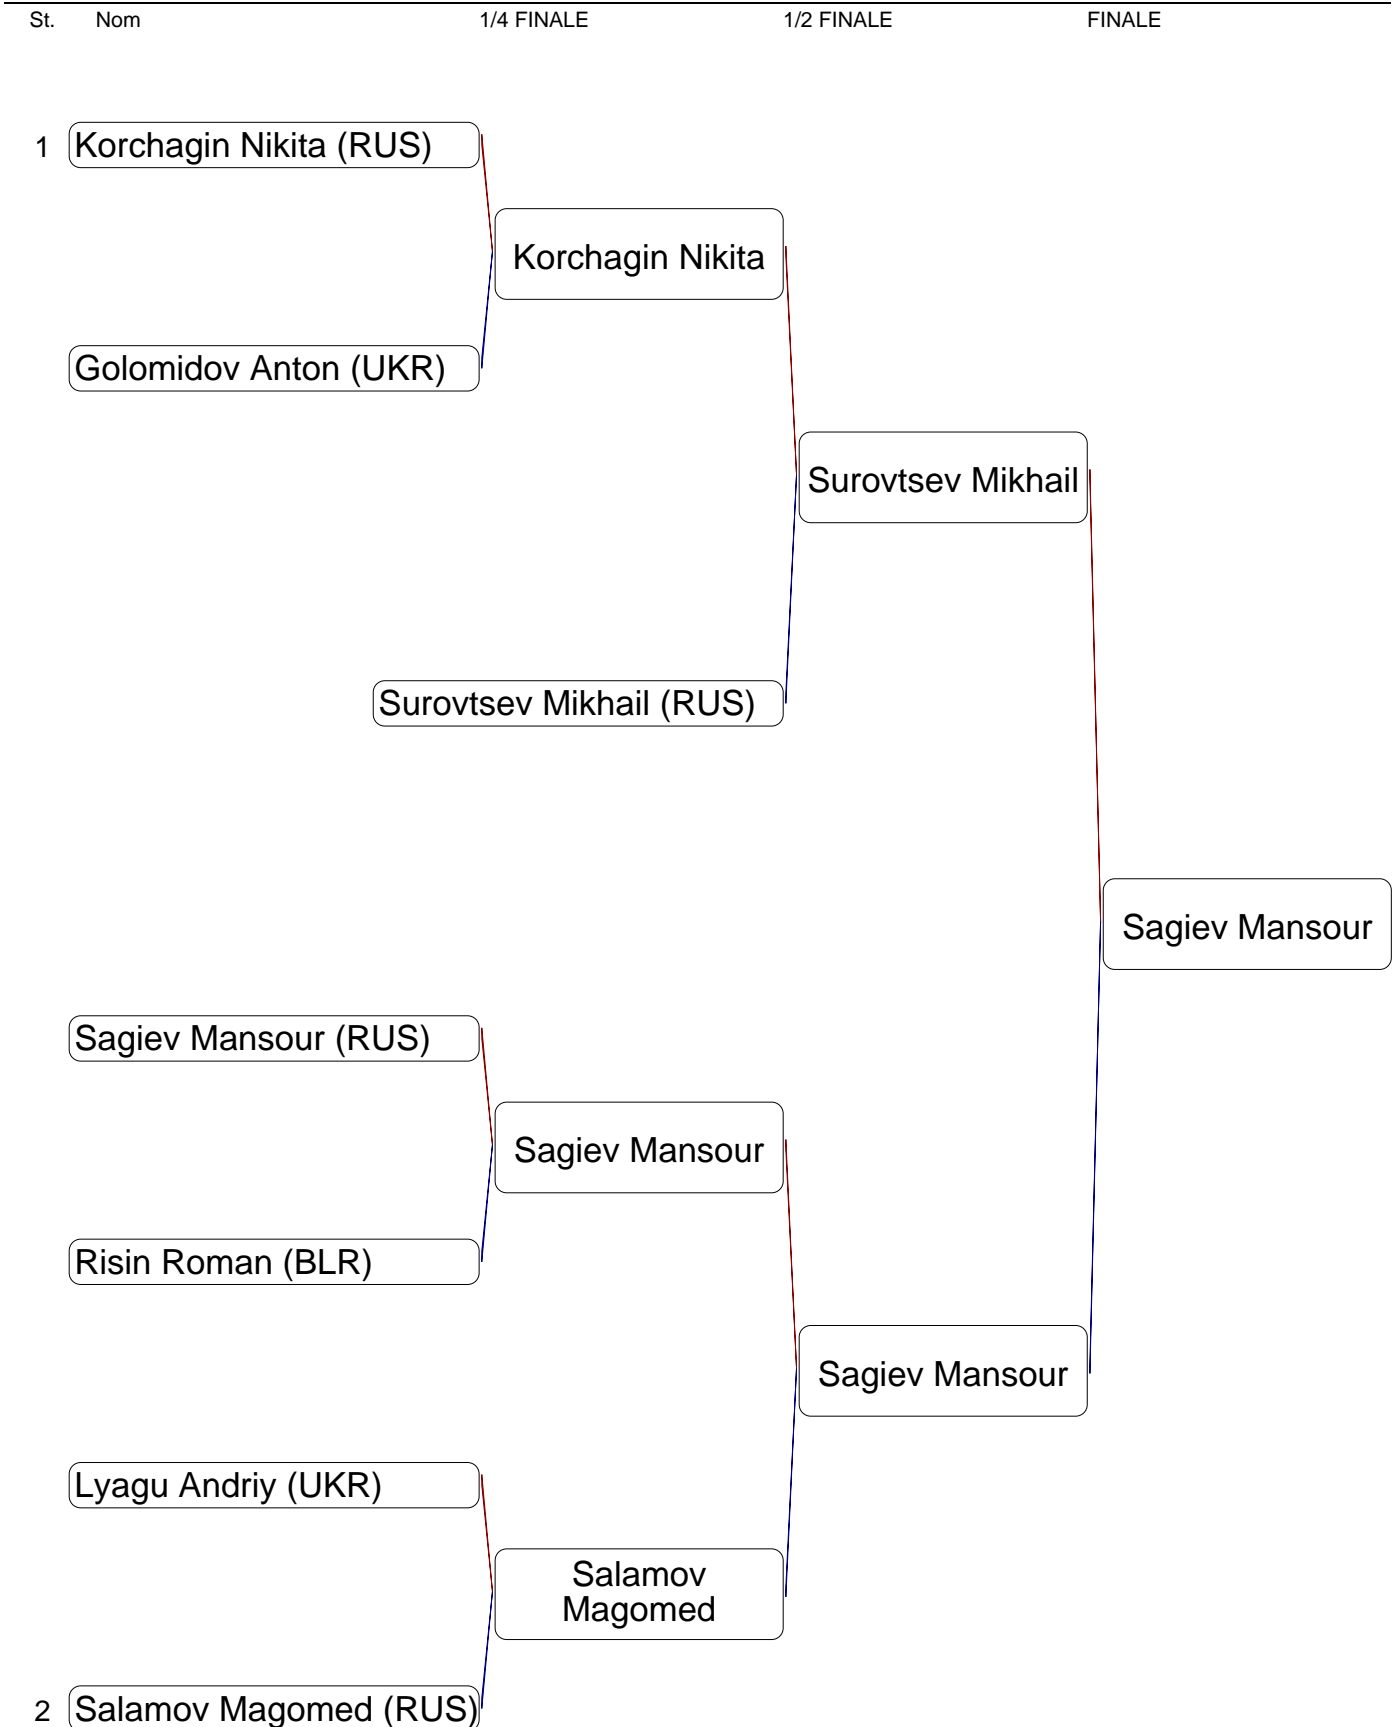 St. Nom 1/4 FINALE 1/2 FINALE FINALE
1 Korchagin Nikita (RUS)
Korchagin Nikita
Golomidov Anton (UKR)
Surovtsev Mikhail
Surovtsev Mikhail (RUS)
Sagiev Mansour
Sagiev Mansour (RUS)
Sagiev Mansour
Risin Roman (BLR)
Sagiev Mansour
Lyagu Andriy (UKR)
Salamov
Magomed
2 Salamov Magomed (RUS)